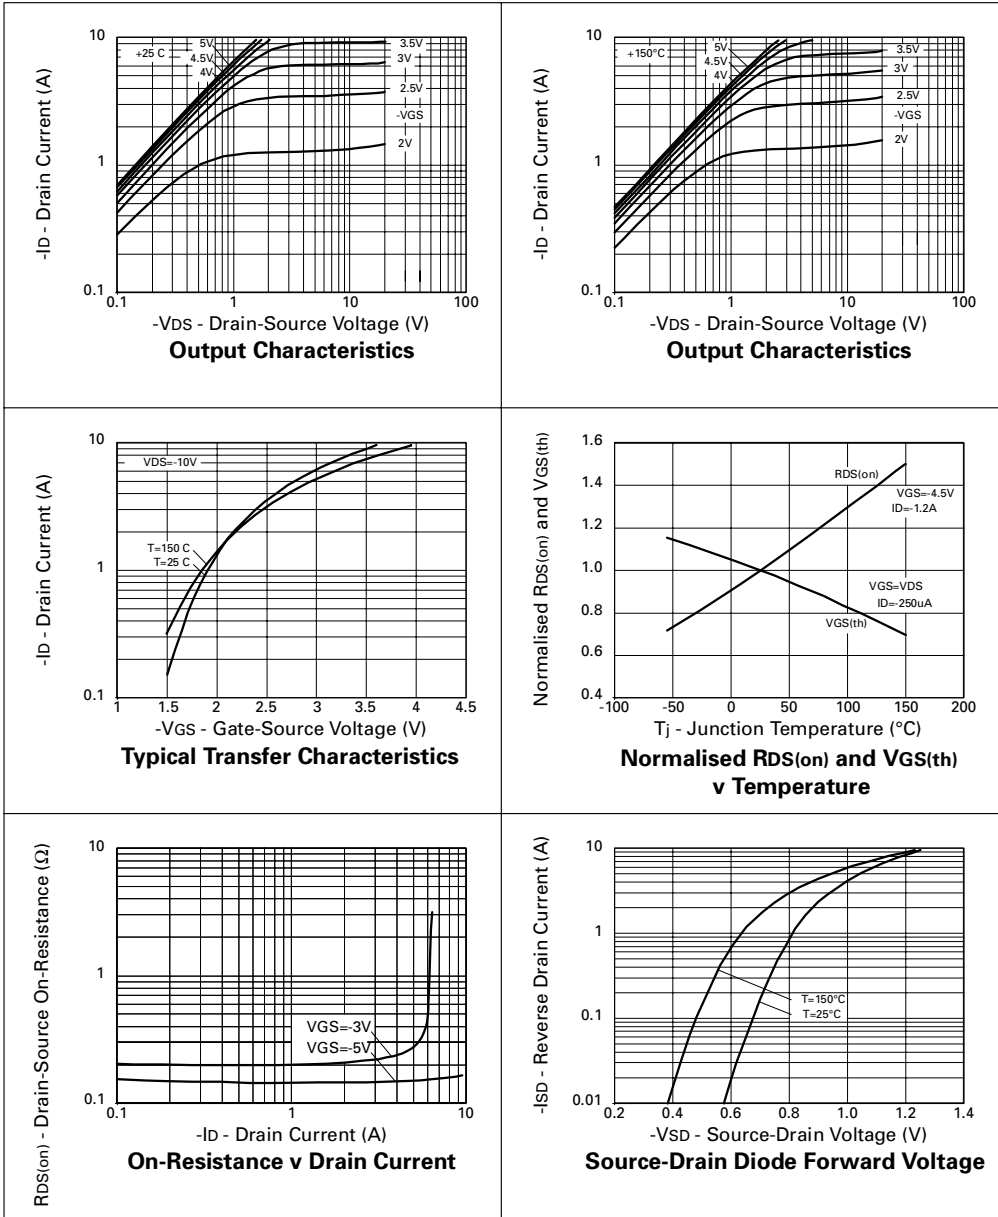 10
+25 C
5V
4.5V
4V
3.5V
3V
2.5V
-VGS
2V
1
0.1
-ID - Drain Current (A)
0.1
1
10
100
-VDS - Drain-Source Voltage (V)
Output Characteristics
10
+150°C
5V
4.5V
4V
3.5V
3V
2.5V
-VGS
2V
1
0.1
-ID - Drain Current (A)
0.1
1
10
100
-VDS - Drain-Source Voltage (V)
Output Characteristics
10
VDS=-10V
T=150 C
T=25 C
1
0.1
-ID - Drain Current (A)
1
1.5
2
2.5
3
3.5
4
4.5
-VGS - Gate-Source Voltage (V)
Typical Transfer Characteristics
1.6
1.4
1.2
1.0
0.8
0.6
0.4
Normalised RDS(on) and VGS(th)
RDS(on)
VGS=-4.5V
ID=-1.2A
VGS=VDS
ID=-250uA
VGS(th)
-100
-50
0
50
100
150
200
Tj - Junction Temperature (°C)
Normalised RDS(on) and VGS(th)
v Temperature
10
1
0.1
RDS(on) - Drain-Source On-Resistance (Ω)
VGS=-3V
VGS=-5V
0.1
1
10
-ID - Drain Current (A)
On-Resistance v Drain Current
10
1
0.1
0.01
-ISD - Reverse Drain Current (A)
T=150°C
T=25°C
0.2
0.4
0.6
0.8
1.0
1.2
1.4
-VSD - Source-Drain Voltage (V)
Source-Drain Diode Forward Voltage